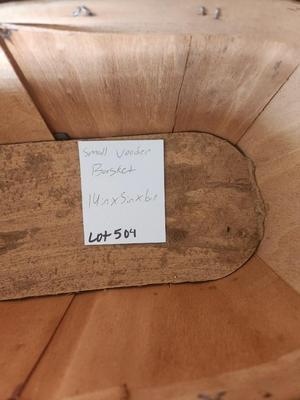 Small Wooden
Basket
14in x 5in x 6in
Lot 504